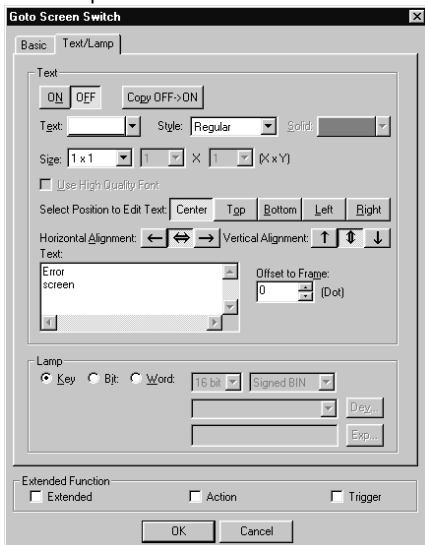 Goto Screen Switch
Basic Text/Lamp
Text
ON OFF Copy OFF->ON
Text: Style: Regular Solid:
Size: 1 x 1 1 X 1 (X x Y)
Use High Quality Font
Select Position to Edit Text: Center Top Bottom Left Right
Horizontal Alignment: Vertical Alignment:
Text:
Error
screen
Offset to Frame:
0 (Dot)
Lamp
Key Bit: Word: 16 bit Signed BIN
Dev...
Exp...
Extended Function
Extended Action Trigger
OK Cancel